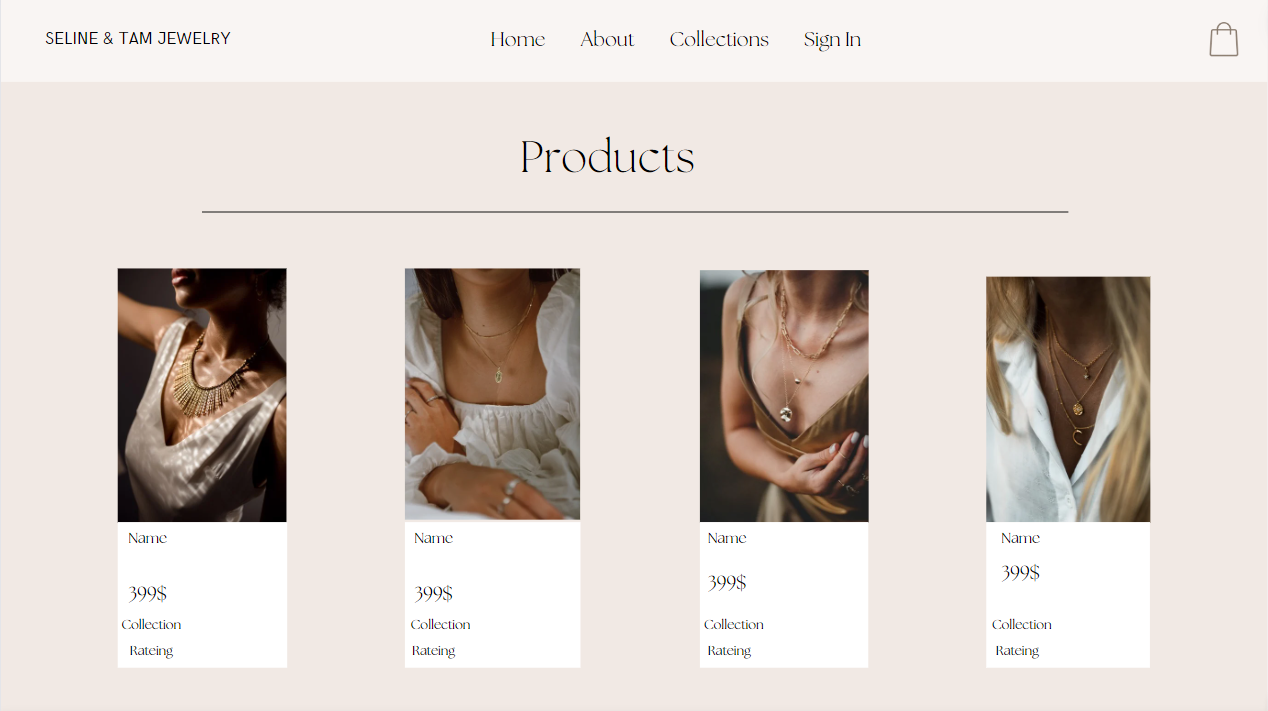 SELINE & TAM JEWELRY
Home About Collections Sign In
Products
Name
399$
Collection
Rateing
Name
399$
Collection
Rateing
Name
399$
Collection
Rateing
Name
399$
Collection
Rateing